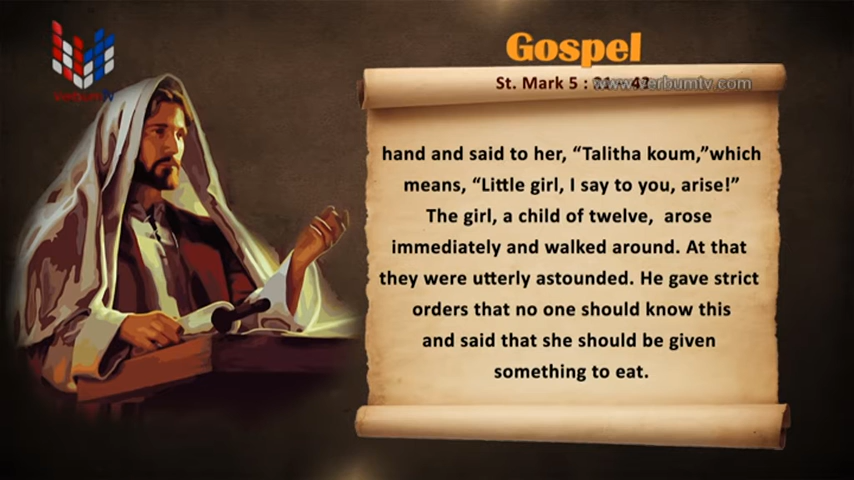 Gospel
St. Mark 5 :
www.verbumtv.com
VerbumTV
hand and said to her, “Talitha koum,”which
means, “Little girl, I say to you, arise!”
The girl, a child of twelve, arose
immediately and walked around. At that
they were utterly astounded. He gave strict
orders that no one should know this
and said that she should be given
something to eat.